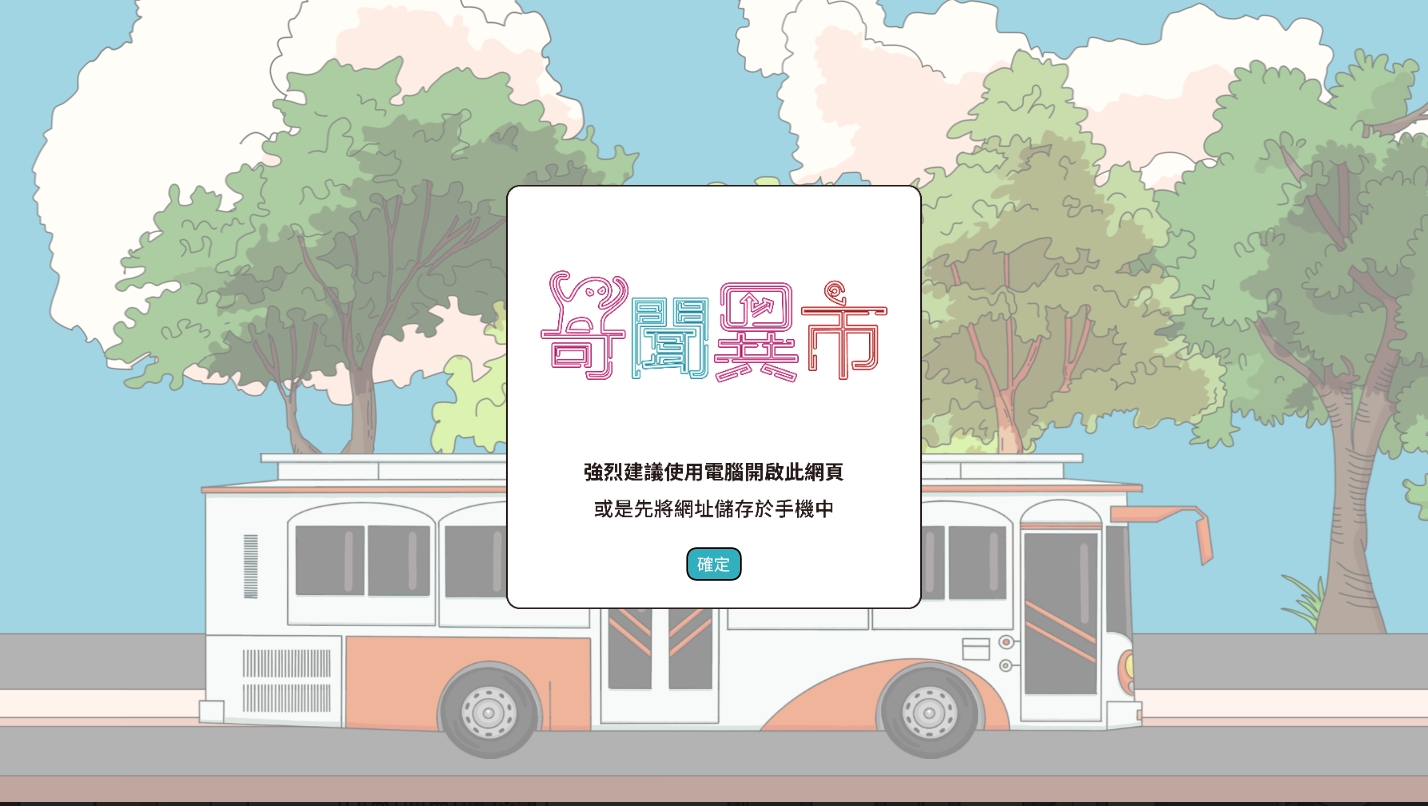 奇聞異市
強烈建議使用電腦開啟此網頁
或是先將網址儲存於手機中
確定